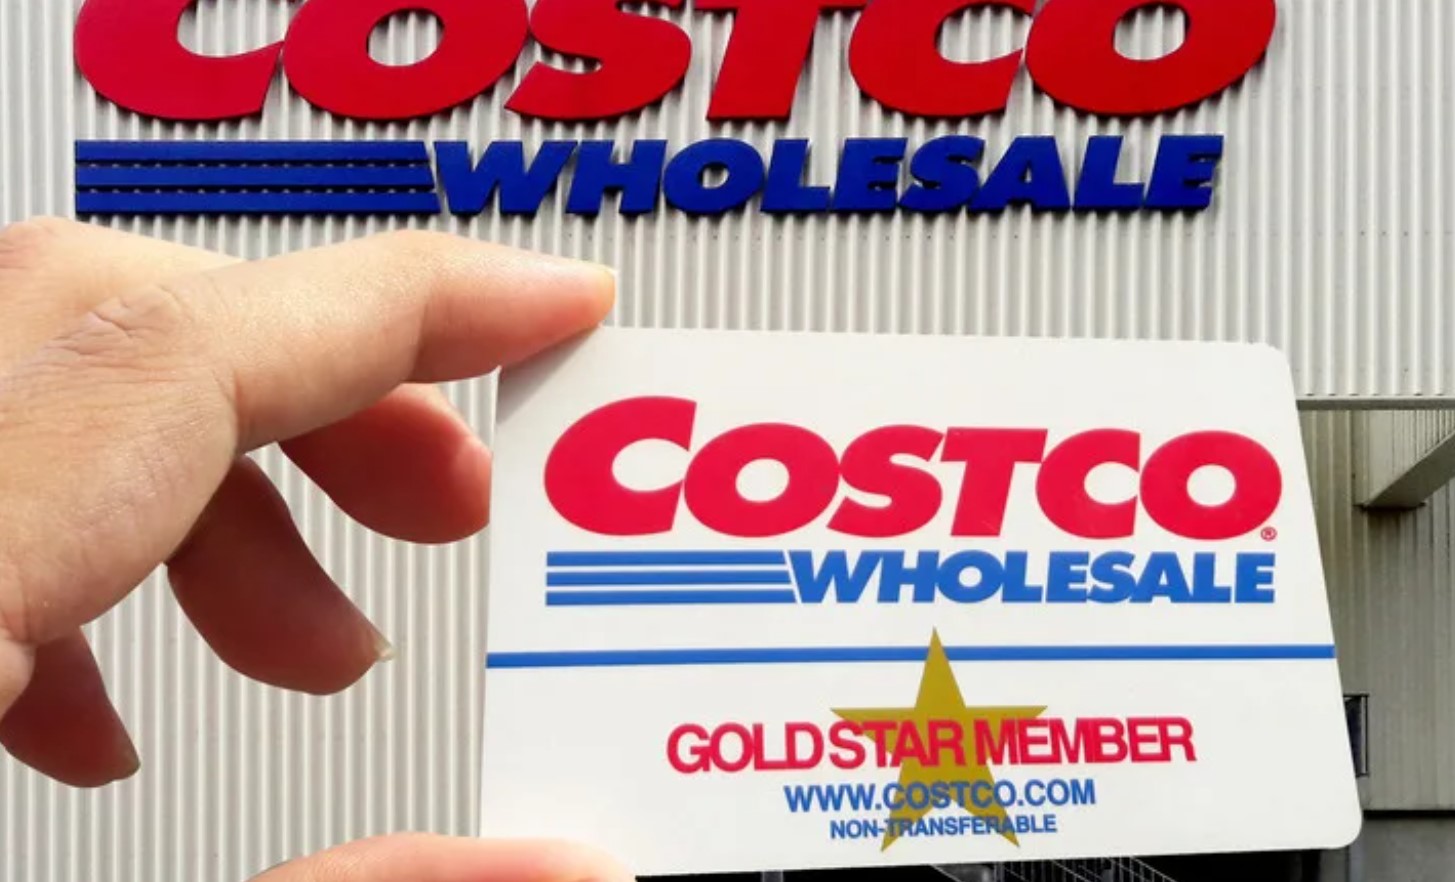 COSTCO
WHOLESALE
COSTCO®
WHOLESALE
GOLD STAR MEMBER
WWW.COSTCO.COM
NON-TRANSFERABLE